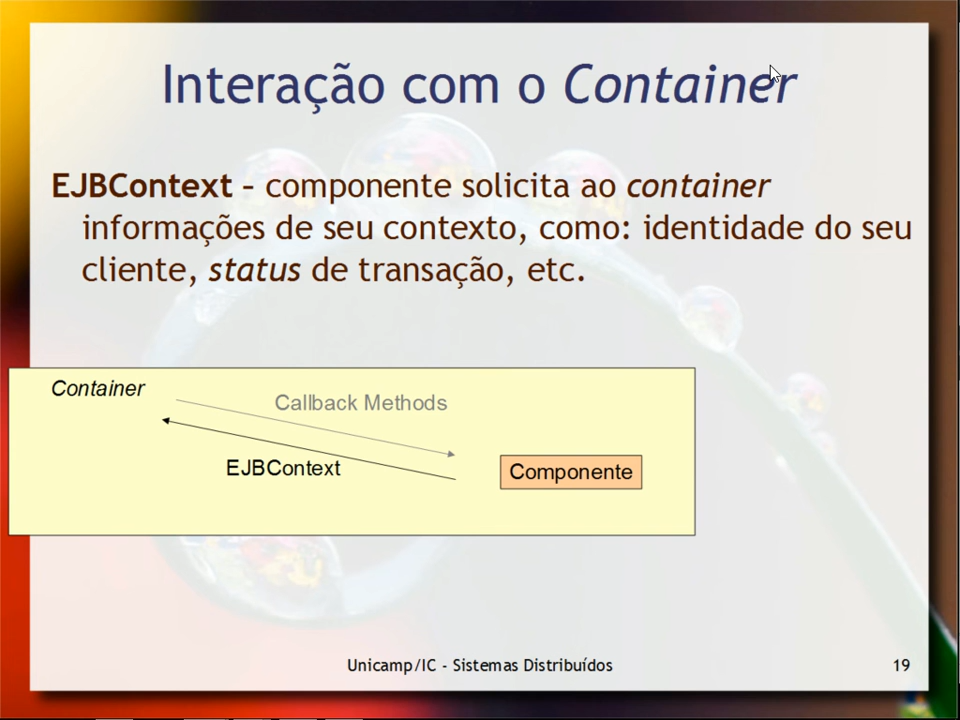 Interação com o Container
EJBContext – componente solicita ao container
informações de seu contexto, como: identidade do seu
cliente, status de transação, etc.
Container
Callback Methods
EJBContext
Componente
Unicamp/IC - Sistemas Distribuídos
19